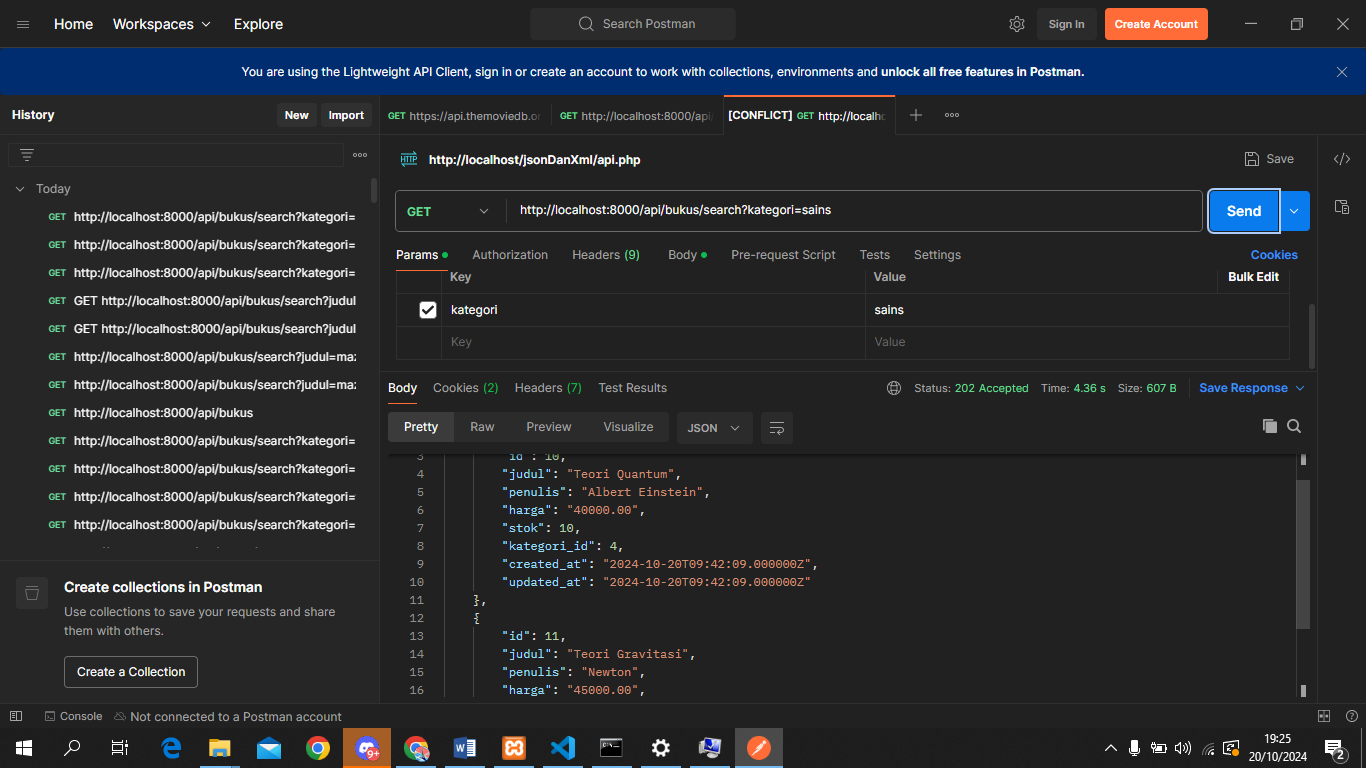 Home Workspaces Explore Search Postman Sign In Create Account
You are using the Lightweight API Client, sign in or create an account to work with collections, environments and unlock all free features in Postman.
History New Import
GET https://api.themoviedb.or GET http://localhost:8000/api/ [CONFLICT] GET http://localho
HTTP http://localhost/jsonDanXml/api.php Save
Today
GET http://localhost:8000/api/bukus/search?kategori=
GET http://localhost:8000/api/bukus/search?kategori=
GET http://localhost:8000/api/bukus/search?kategori=
GET GET http://localhost:8000/api/bukus/search?judul
GET GET http://localhost:8000/api/bukus/search?judul
GET http://localhost:8000/api/bukus/search?judul=ma
GET http://localhost:8000/api/bukus/search?judul=ma
GET http://localhost:8000/api/bukus
GET http://localhost:8000/api/bukus/search?kategori=
GET http://localhost:8000/api/bukus/search?kategori=
GET http://localhost:8000/api/bukus/search?kategori=
GET http://localhost:8000/api/bukus/search?kategori=
Create collections in Postman
Use collections to save your requests and share
them with others.
Create a Collection
GET http://localhost:8000/api/bukus/search?kategori=sains Send
Params Authorization Headers (9) Body Pre-request Script Tests Settings Cookies
Key Value Bulk Edit
kategori sains
Key Value
Body Cookies (2) Headers (7) Test Results Status: 202 Accepted Time: 4.36 s Size: 607 B Save Response
Pretty Raw Preview Visualize JSON
3 "id": 10,
4 "judul": "Teori Quantum",
5 "penulis": "Albert Einstein",
6 "harga": "40000.00",
7 "stok": 10,
8 "kategori_id": 4,
9 "created_at": "2024-10-20T09:42:09.000000Z",
10 "updated_at": "2024-10-20T09:42:09.000000Z"
11 },
12 {
13 "id": 11,
14 "judul": "Teori Gravitasi",
15 "penulis": "Newton",
16 "harga": "45000.00",
Console Not connected to a Postman account
9+
19:25
20/10/2024
2